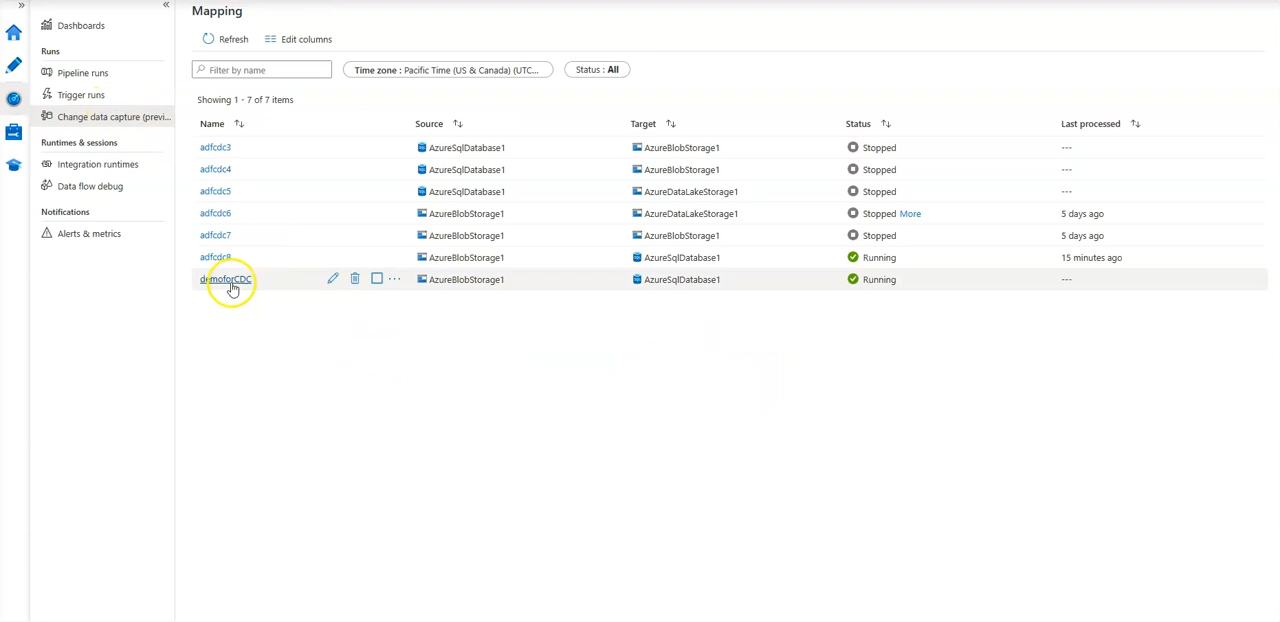 Mapping
Dashboards
Refresh Edit columns
Runs
Filter by name Time zone : Pacific Time (US & Canada) (UTC... Status : All
Pipeline runs
Trigger runs
Showing 1 - 7 of 7 items
Change data capture (previ...
Name Source Target Status Last processed
Runtimes & sessions
adfcdc3 AzureSqlDatabase1 AzureBlobStorage1 Stopped ---
Integration runtimes
adfcdc4 AzureSqlDatabase1 AzureBlobStorage1 Stopped ---
Data flow debug
adfcdc5 AzureSqlDatabase1 AzureDataLakeStorage1 Stopped ---
Notifications
adfcdc6 AzureBlobStorage1 AzureDataLakeStorage1 Stopped More 5 days ago
Alerts & metrics
adfcdc7 AzureBlobStorage1 AzureBlobStorage1 Stopped 5 days ago
adfcdc8 AzureBlobStorage1 AzureSqlDatabase1 Running 15 minutes ago
demoforCDC ... AzureBlobStorage1 AzureSqlDatabase1 Running ---